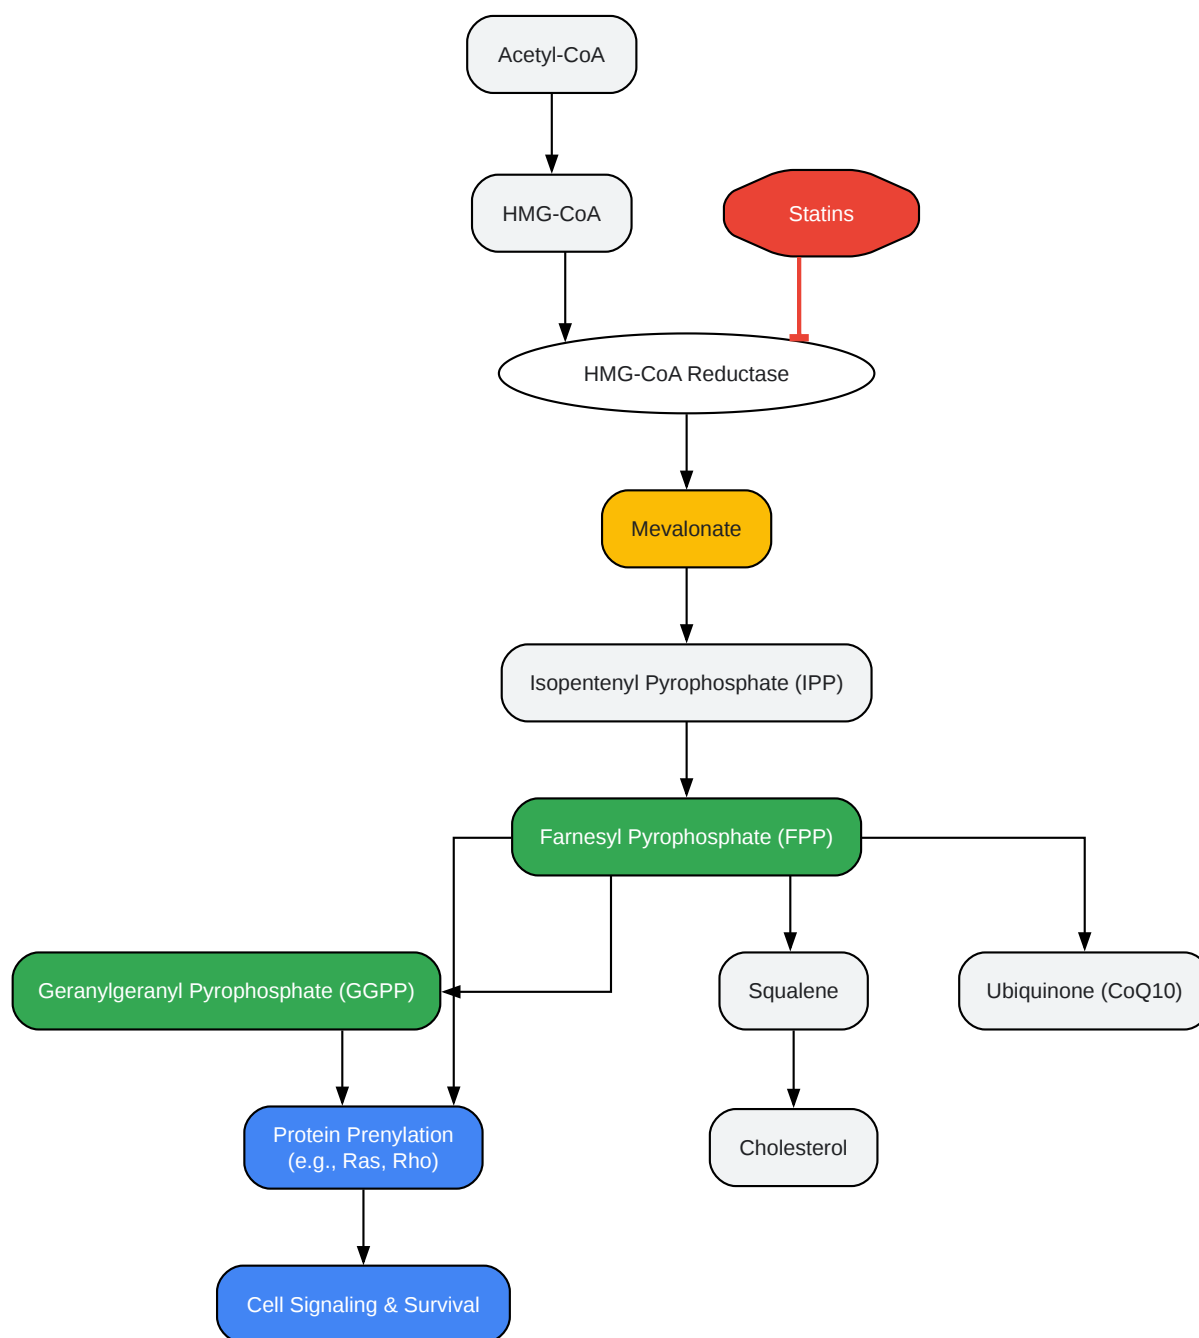 Acetyl-CoA
HMG-CoA
Statins
HMG-CoA Reductase
Mevalonate
Isopentenyl Pyrophosphate (IPP)
Farnesyl Pyrophosphate (FPP)
Geranylgeranyl Pyrophosphate (GGPP)
Squalene
Ubiquinone (CoQ10)
Protein Prenylation
(e.g., Ras, Rho)
Cholesterol
Cell Signaling & Survival